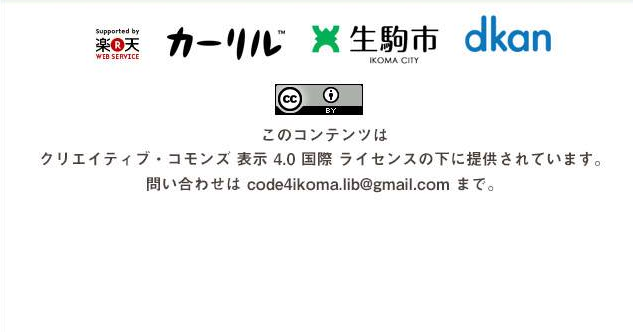 Supported by
楽天
WEB SERVICE
カーリル™
生駒市
IKOMA CITY
dkan
cc
BY
このコンテンツは
クリエイティブ・コモンズ 表示 4.0 国際 ライセンスの下に提供されています。
問い合わせは code4ikoma.lib@gmail.com まで。